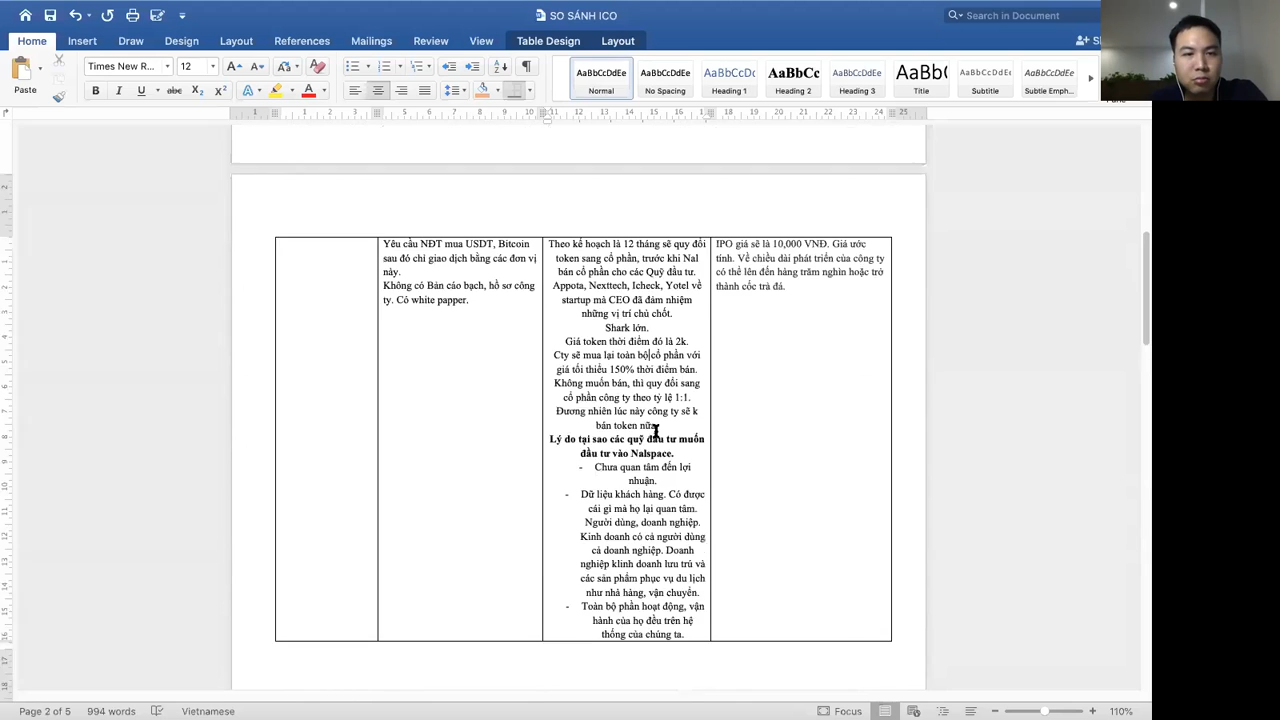 SO SÁNH ICO
Search in Document
Home Insert Draw Design Layout References Mailings Review View Table Design Layout
Times New R... 12
Paste
AaBbCcDdEe AaBbCcDdEe AaBbCcDc AaBbCc AaBbCcDdEe AaBbC AaBbCcDdEe AaBbCcDdEe
Normal No Spacing Heading 1 Heading 2 Heading 3 Title Subtitle Subtle Emph...
Yêu cầu NĐT mua USDT, Bitcoin
sau đó chỉ giao dịch bằng các đơn vị
này.
Không có Bản cáo bạch, hồ sơ công
ty. Có white papper.
Theo kế hoạch là 12 tháng sẽ quy đổi
token sang cổ phần, trước khi Nal
bán cổ phần cho các Quỹ đầu tư.
Appota, Nexttech, Icheck, Yotel về
startup mà CEO đã đảm nhiệm
những vị trí chủ chốt.
Shark lớn.
Giá token thời điểm đó là 2k.
Cty sẽ mua lại toàn bộ cổ phần với
giá tối thiểu 150% thời điểm bán.
Không muốn bán, thì quy đổi sang
cổ phần công ty theo tỷ lệ 1:1.
Đương nhiên lúc này công ty sẽ k
bán token nữa.
Lý do tại sao các quỹ đầu tư muốn
đầu tư vào Nalspace.
- Chưa quan tâm đến lợi
nhuận.
- Dữ liệu khách hàng. Có được
cái gì mà họ lại quan tâm.
Người dùng, doanh nghiệp.
Kinh doanh có cả người dùng
cả doanh nghiệp. Doanh
nghiệp klinh doanh lưu trú và
các sản phẩm phục vụ du lịch
như nhà hàng, vận chuyển.
- Toàn bộ phần hoạt động, vận
hành của họ đều trên hệ
thống của chúng ta.
IPO giá sẽ là 10,000 VNĐ. Giá ước
tính. Về chiều dài phát triển của công ty
có thể lên đến hàng trăm nghìn hoặc trở
thành cốc trà đá.
Page 2 of 5 994 words Vietnamese Focus 110%